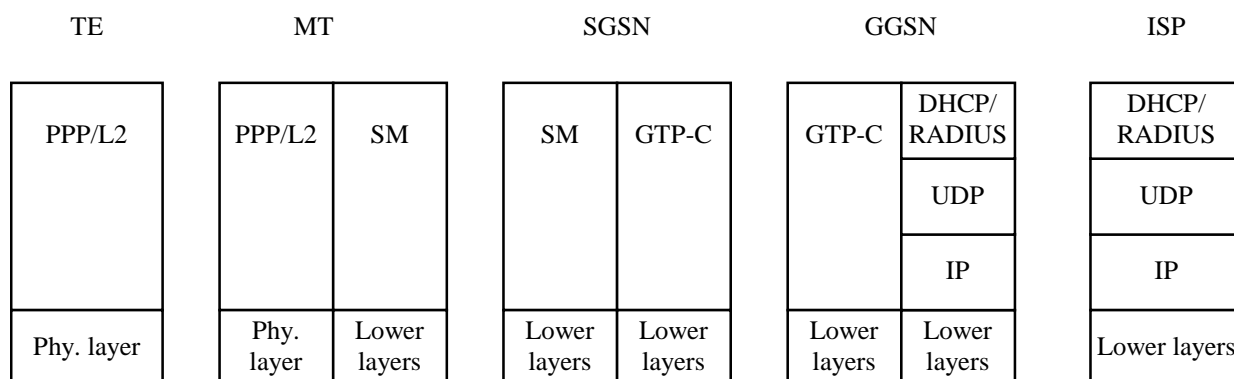 TE MT SGSN GGSN ISP
PPP/L2
PPP/L2
SM
SM
GTP-C
GTP-C
DHCP/
RADIUS
UDP
IP
DHCP/
RADIUS
UDP
IP
Phy. layer
Phy.
layer
Lower
layers
Lower
layers
Lower
layers
Lower
layers
Lower
layers
Lower layers